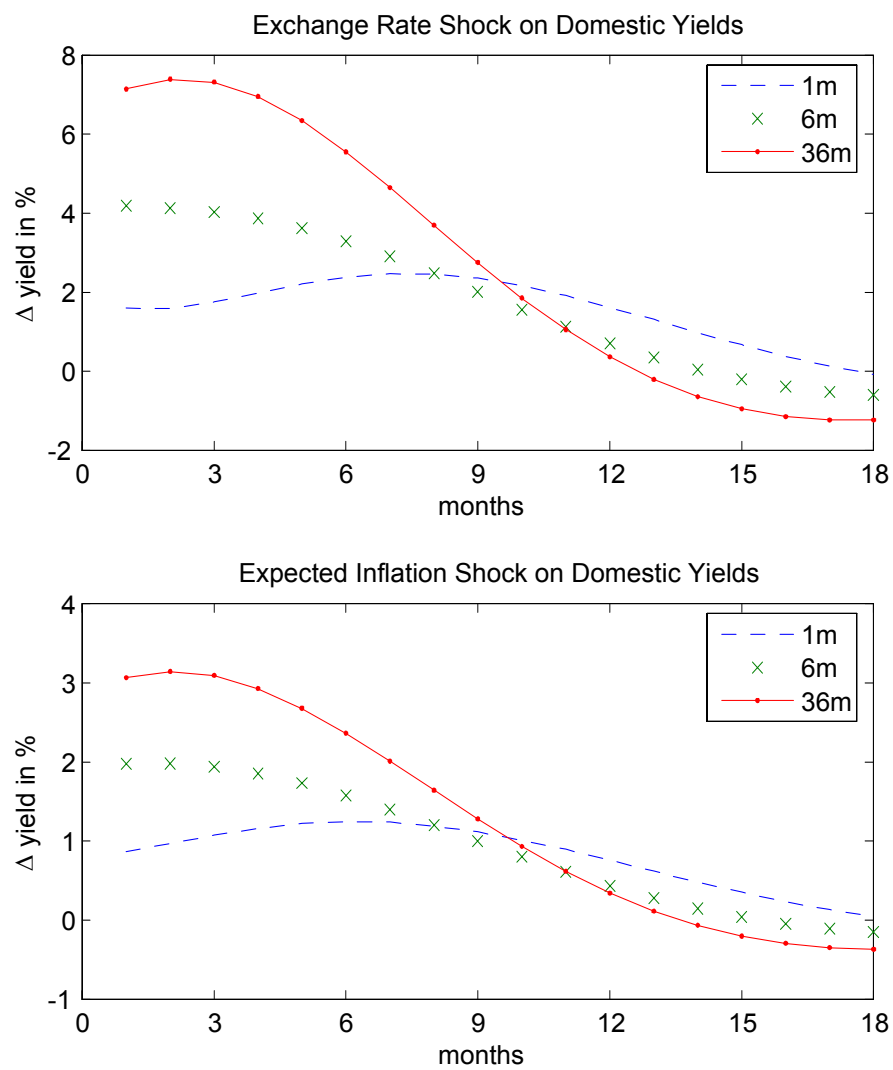 Exchange Rate Shock on Domestic Yields
8
6
4
2
0
-2
Δ yield in %
1m
6m
36m
0 3 6 9 12 15 18
months
Expected Inflation Shock on Domestic Yields
4
3
2
1
0
-1
Δ yield in %
1m
6m
36m
0 3 6 9 12 15 18
months